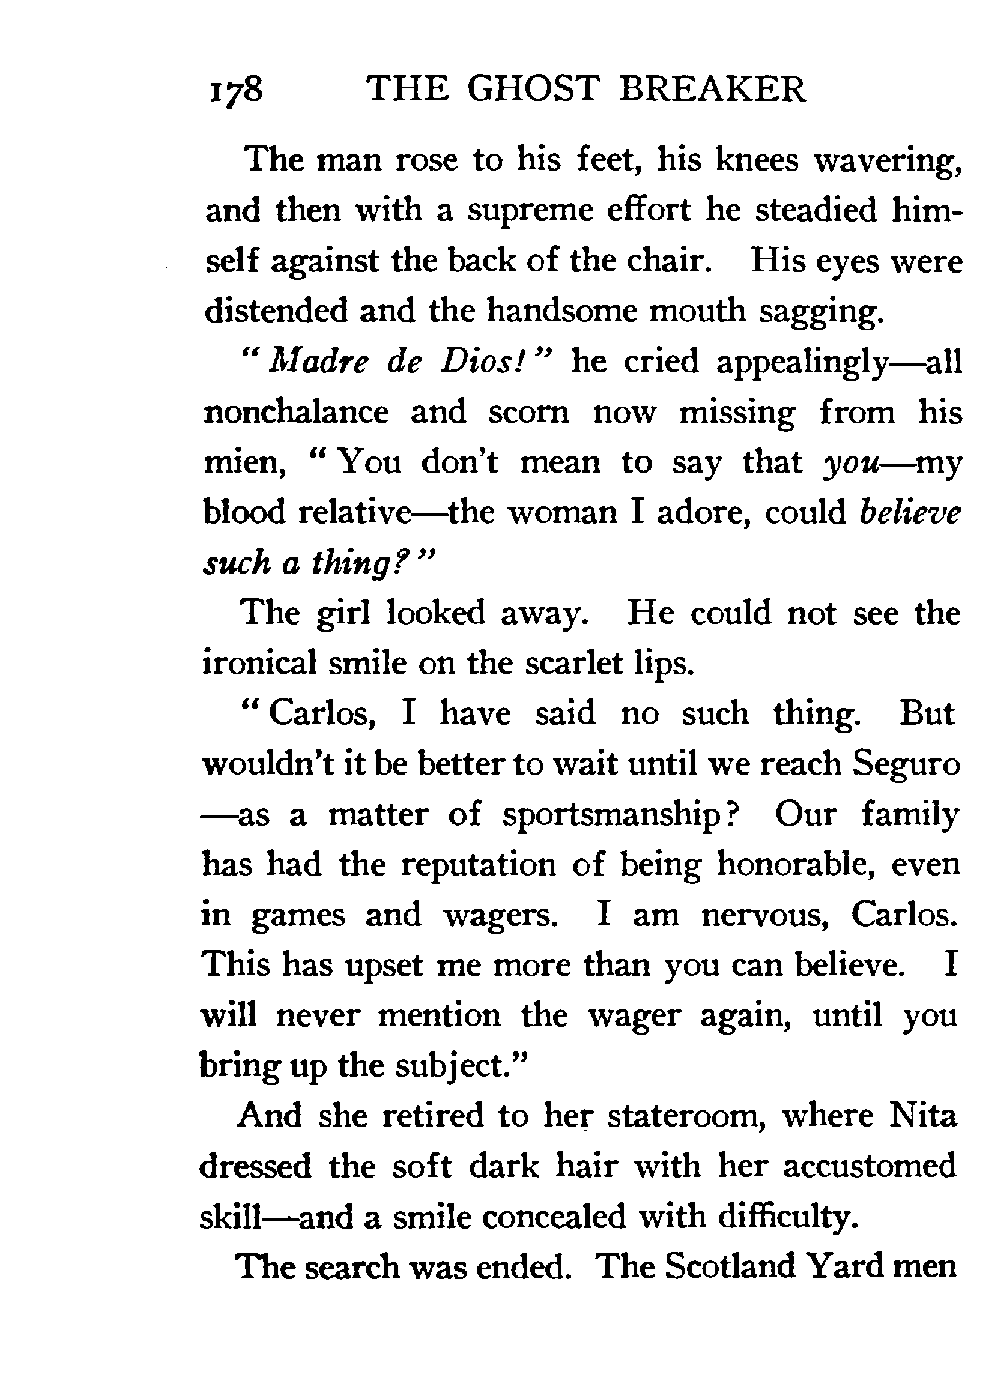 178 THE GHOST BREAKER
The man rose to his feet, his knees wavering,
and then with a supreme effort he steadied him-
self against the back of the chair. His eyes were
distended and the handsome mouth sagging.
"Madre de Dios!" he cried appealingly—all
nonchalance and scorn now missing from his
mien, "You don't mean to say that you—my
blood relative—the woman I adore, could believe
such a thing?"
The girl looked away. He could not see the
ironical smile on the scarlet lips.
"Carlos, I have said no such thing. But
wouldn't it be better to wait until we reach Seguro
—as a matter of sportsmanship? Our family
has had the reputation of being honorable, even
in games and wagers. I am nervous, Carlos.
This has upset me more than you can believe. I
will never mention the wager again, until you
bring up the subject."
And she retired to her stateroom, where Nita
dressed the soft dark hair with her accustomed
skill—and a smile concealed with difficulty.
The search was ended. The Scotland Yard men